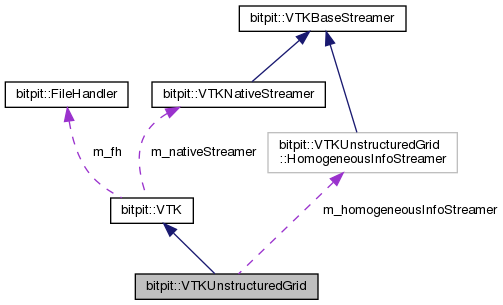 bitpit::VTKBaseStreamer
bitpit::FileHandler
bitpit::VTKNativeStreamer
bitpit::VTKUnstructuredGrid
::HomogeneousInfoStreamer
m_fh
m_nativeStreamer
bitpit::VTK
m_homogeneousInfoStreamer
bitpit::VTKUnstructuredGrid